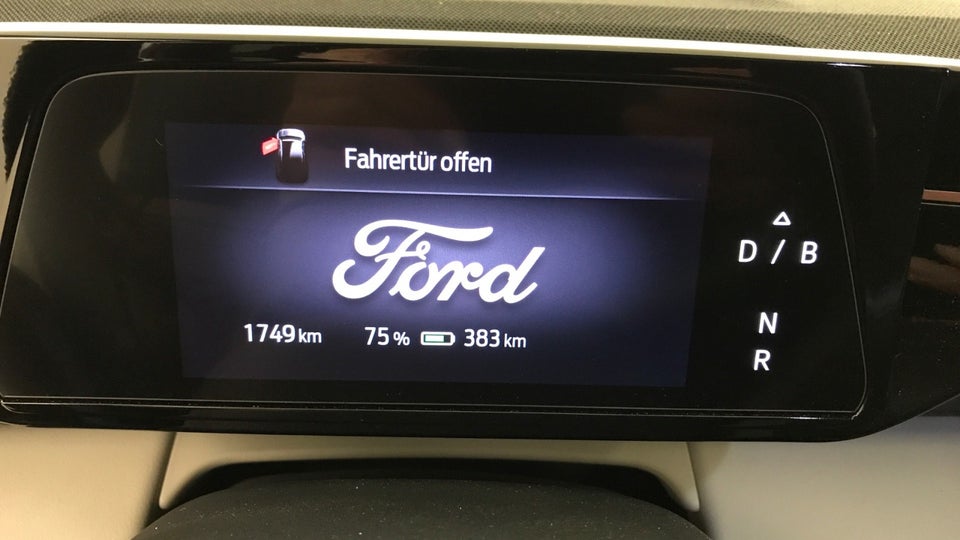 Fahrertür offen
Ford
1749 km 75 % 383 km
D / B
N
R